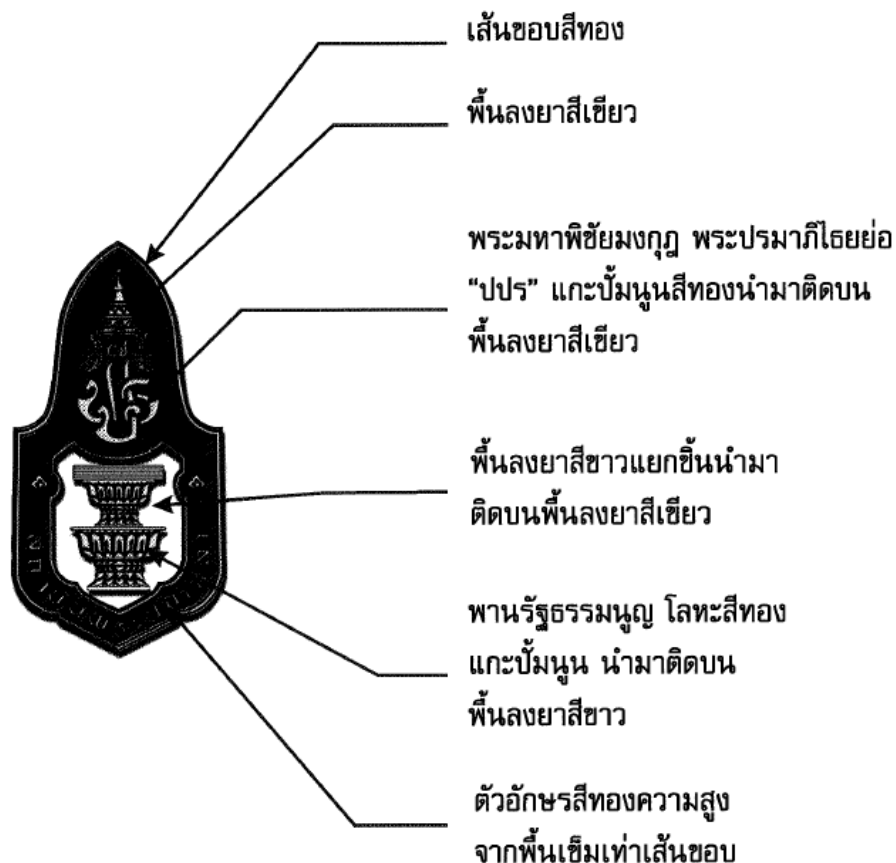 เส้นขอบสีทอง
พื้นลงยาสีเขียว
พระมหาพิชัยมงกุฎ พระปรมาภิไธยย่อ
“ปปร” แกะปั้มนูนสีทองนำมาติดบน
พื้นลงยาสีเขียว
พื้นลงยาสีขาวแยกชิ้นนำมา
ติดบนพื้นลงยาสีเขียว
พานรัฐธรรมนูญ โลหะสีทอง
แกะปั้มนูน นำมาติดบน
พื้นลงยาสีขาว
ตัวอักษรสีทองความสูง
จากพื้นเข็มเท่าเส้นขอบ